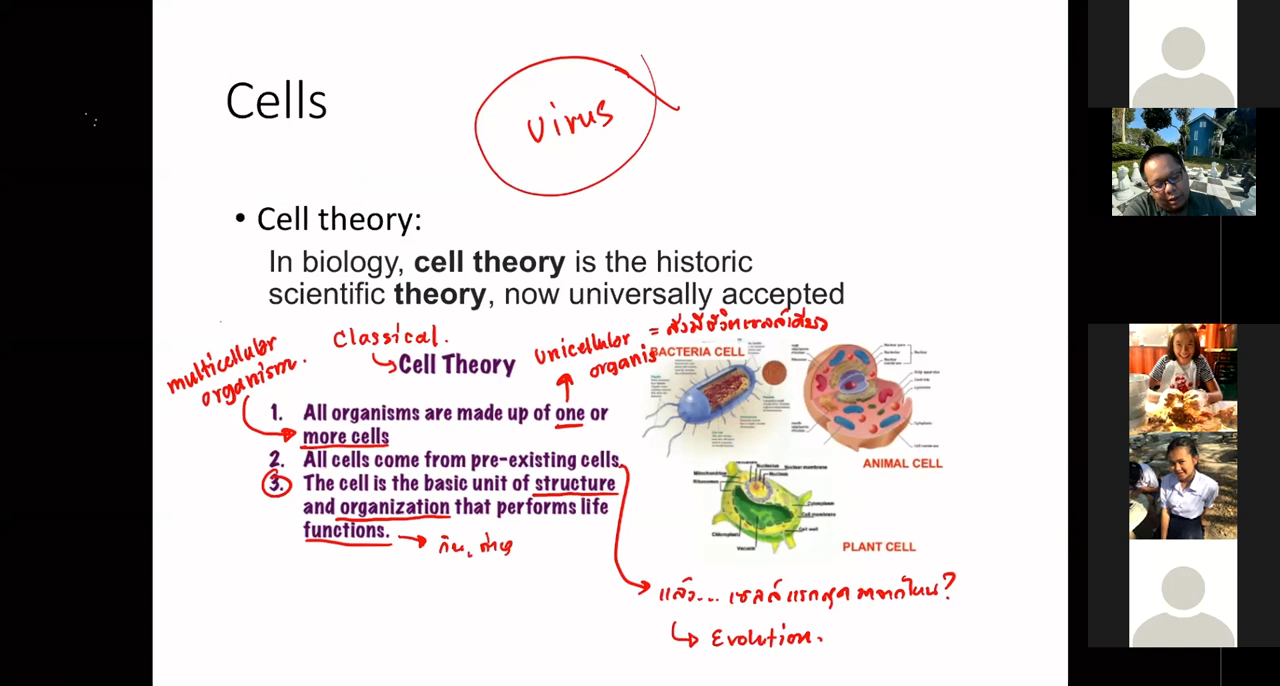 Cells
virus
• Cell theory:
In biology, cell theory is the historic
scientific theory, now universally accepted
Classical.
Cell Theory
multicellular
organism.
unicellular
organis
= สิ่งมีชีวิตเซลล์เดียว
1. All organisms are made up of one or
more cells
2. All cells come from pre-existing cells.
3. The cell is the basic unit of structure
and organization that performs life
functions.
กิน,
BACTERIA CELL
ANIMAL CELL
PLANT CELL
แล้ว... เซลล์แรกสุด มาจากไหน?
Evolution.